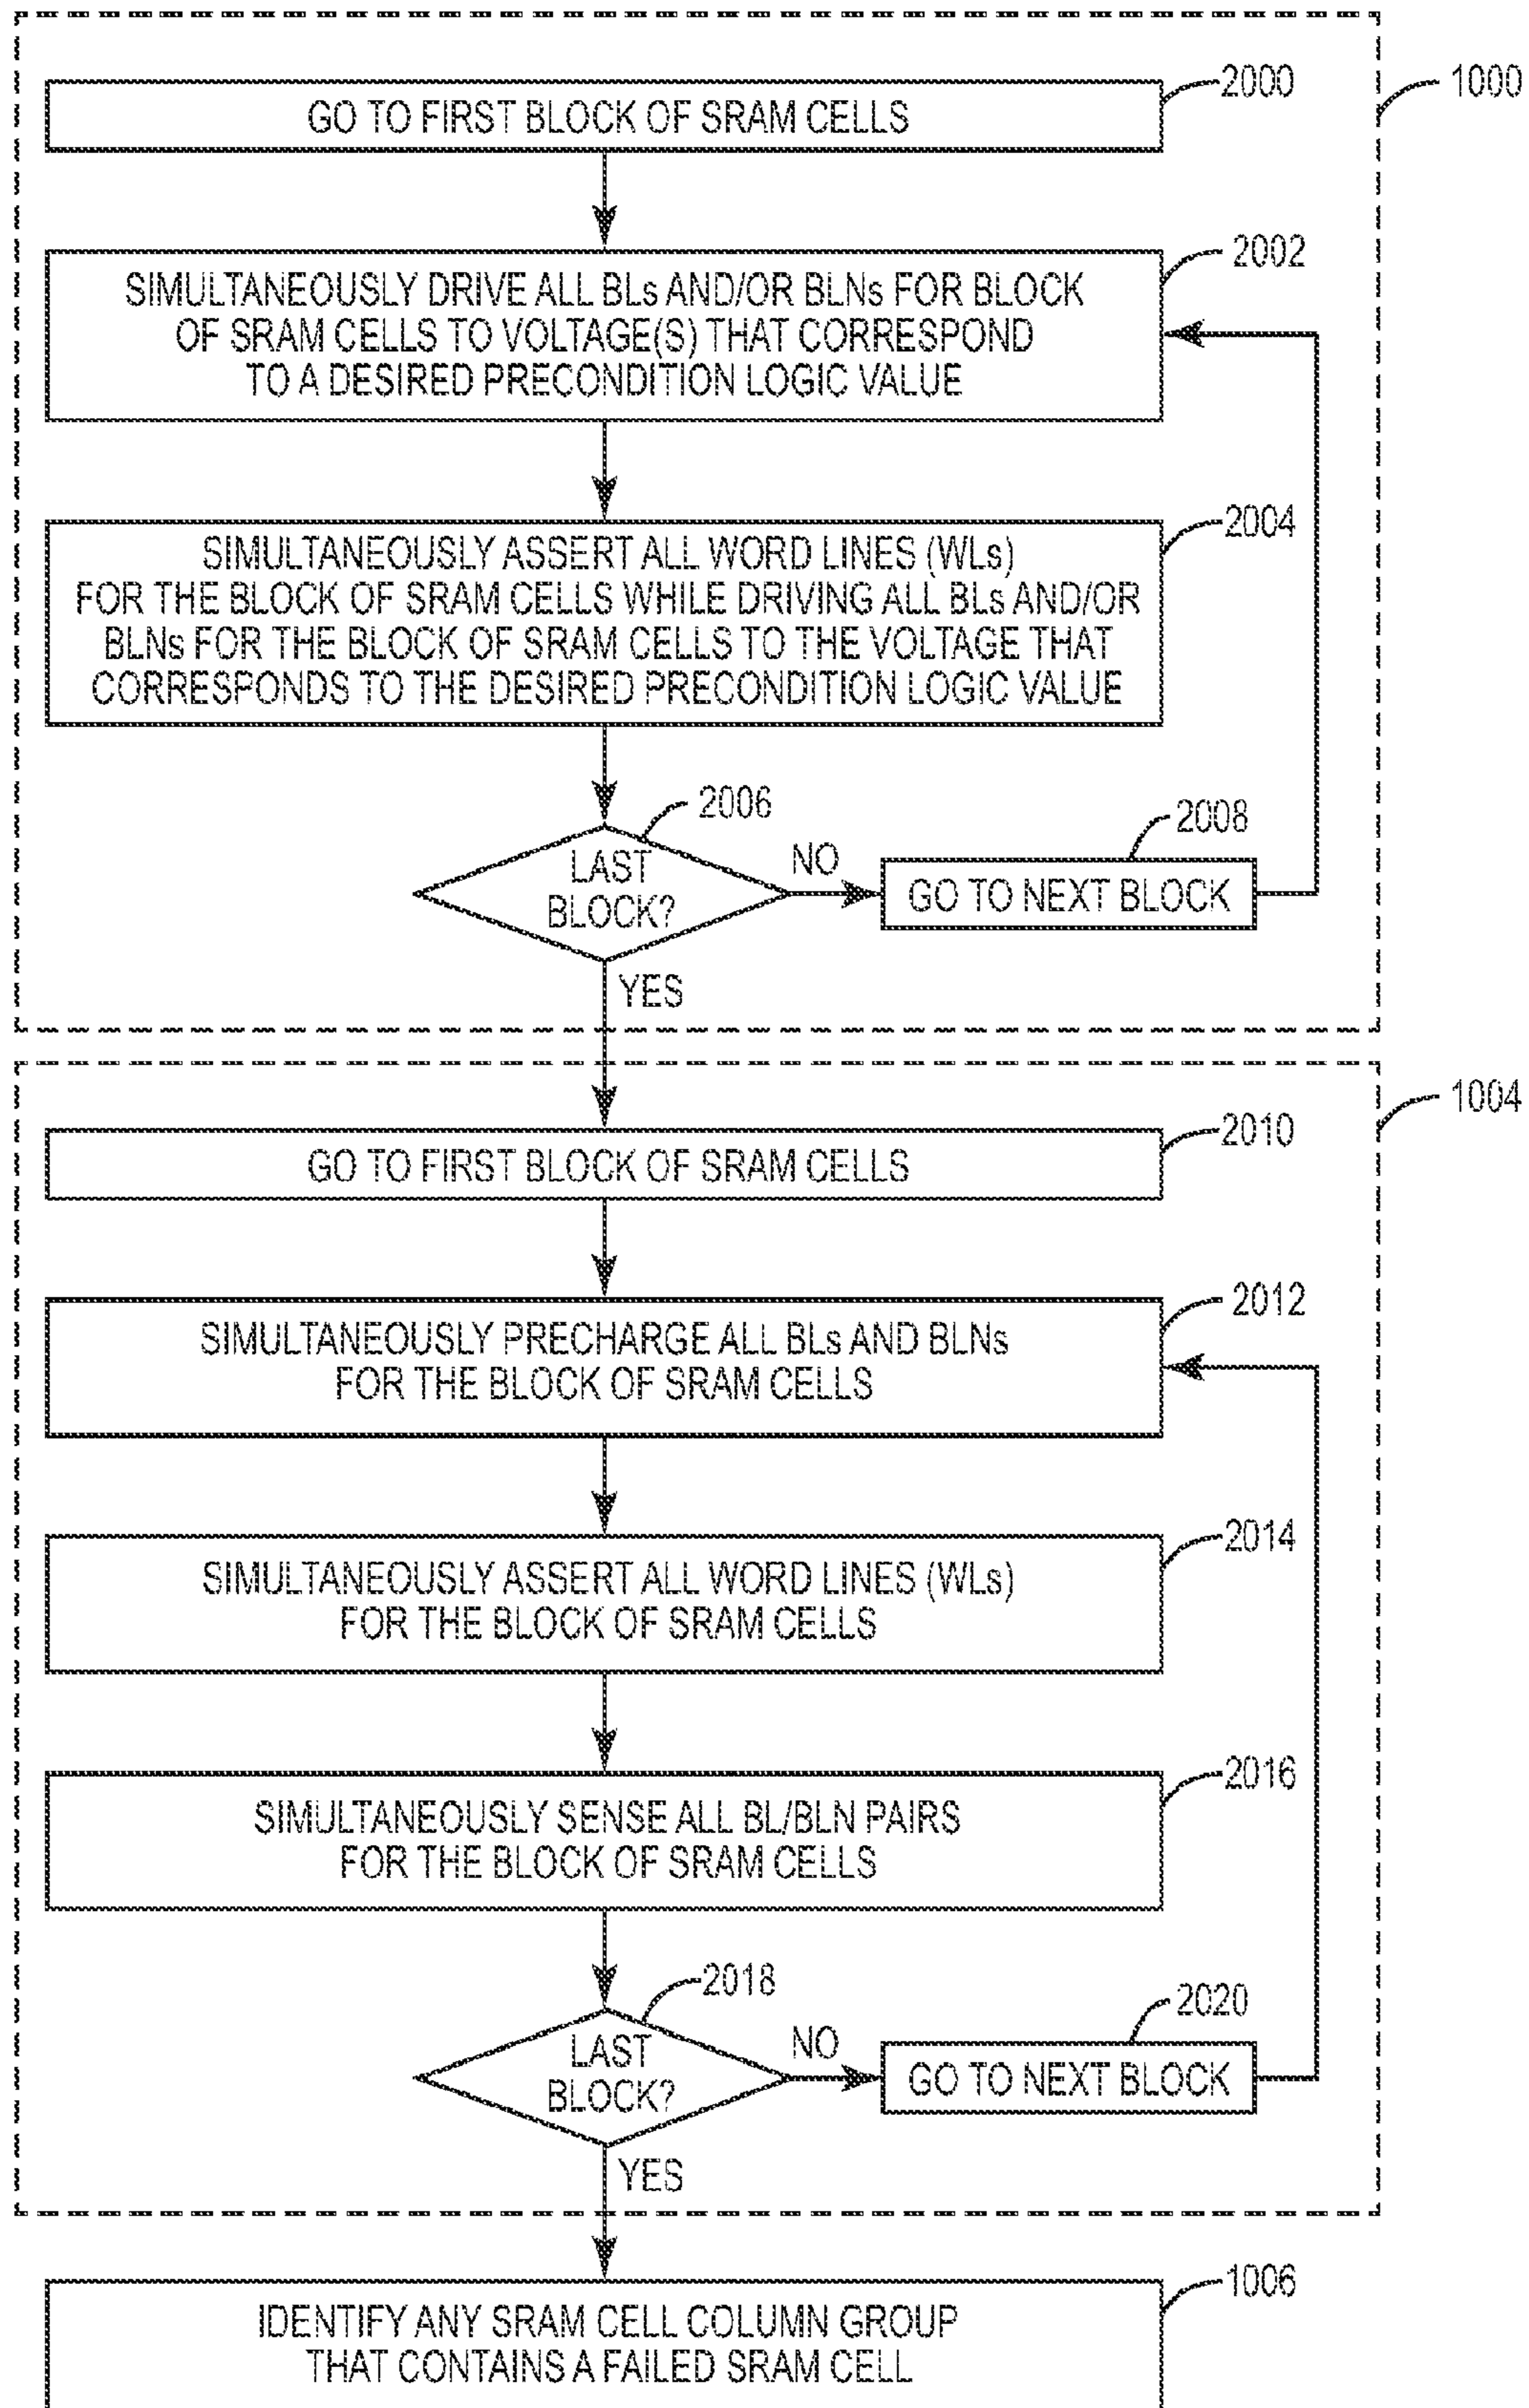 2000
1000
GO TO FIRST BLOCK OF SRAM CELLS
2002
SIMULTANEOUSLY DRIVE ALL BLs AND/OR BLNs FOR BLOCK
OF SRAM CELLS TO VOLTAGE(S) THAT CORRESPOND
TO A DESIRED PRECONDITION LOGIC VALUE
2004
SIMULTANEOUSLY ASSERT ALL WORD LINES (WLs)
FOR THE BLOCK OF SRAM CELLS WHILE DRIVING ALL BLs AND/OR
BLNs FOR THE BLOCK OF SRAM CELLS TO THE VOLTAGE THAT
CORRESPONDS TO THE DESIRED PRECONDITION LOGIC VALUE
2006
2008
LAST
BLOCK?
NO
GO TO NEXT BLOCK
YES
1004
2010
GO TO FIRST BLOCK OF SRAM CELLS
2012
SIMULTANEOUSLY PRECHARGE ALL BLs AND BLNs
FOR THE BLOCK OF SRAM CELLS
2014
SIMULTANEOUSLY ASSERT ALL WORD LINES (WLs)
FOR THE BLOCK OF SRAM CELLS
2016
SIMULTANEOUSLY SENSE ALL BL/BLN PAIRS
FOR THE BLOCK OF SRAM CELLS
2018
2020
LAST
BLOCK?
NO
GO TO NEXT BLOCK
YES
1006
IDENTIFY ANY SRAM CELL COLUMN GROUP
THAT CONTAINS A FAILED SRAM CELL